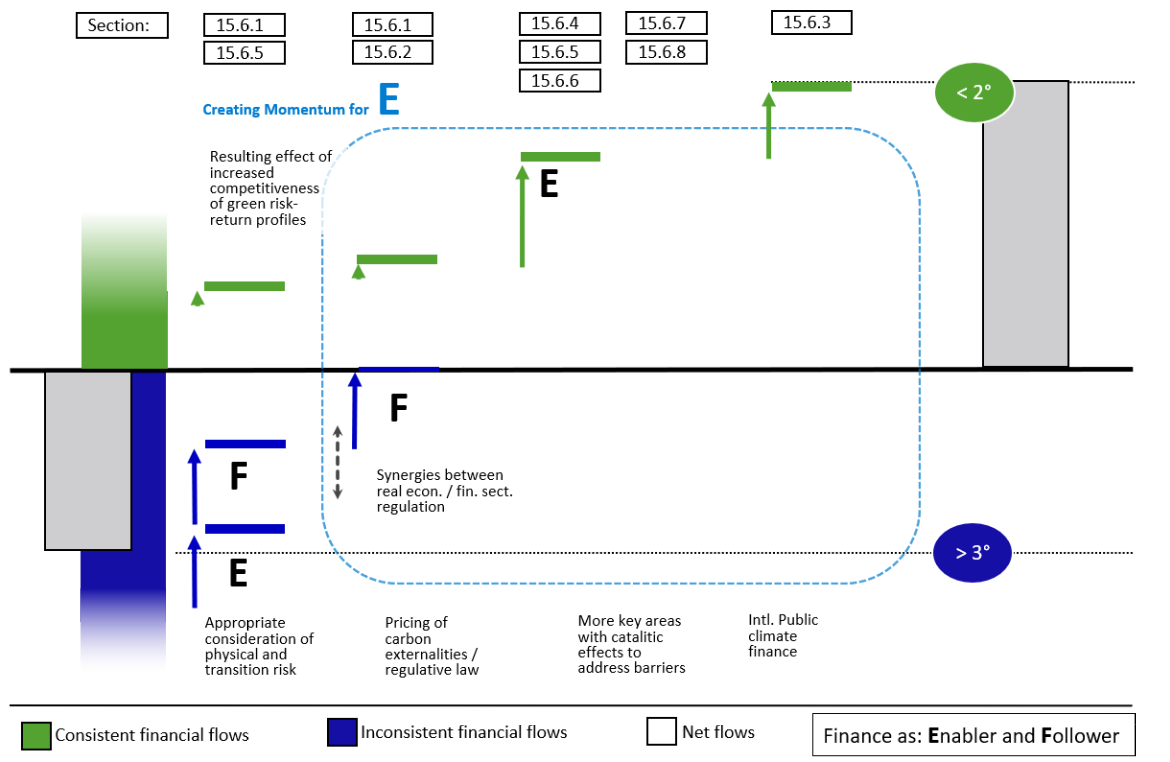 Section:
15.6.1
15.6.5
15.6.1
15.6.2
15.6.4
15.6.5
15.6.6
15.6.7
15.6.8
15.6.3
Creating Momentum for E
< 2°
Resulting effect of
increased
competitiveness
of green risk-
return profiles
E
F
F
Synergies between
real econ. / fin. sect.
regulation
E
> 3°
Appropriate
consideration of
physical and
transition risk
Pricing of
carbon
externalities /
regulative law
More key areas
with catalitic
effects to
address barriers
Intl. Public
climate
finance
Consistent financial flows
Inconsistent financial flows
Net flows
Finance as: Enabler and Follower